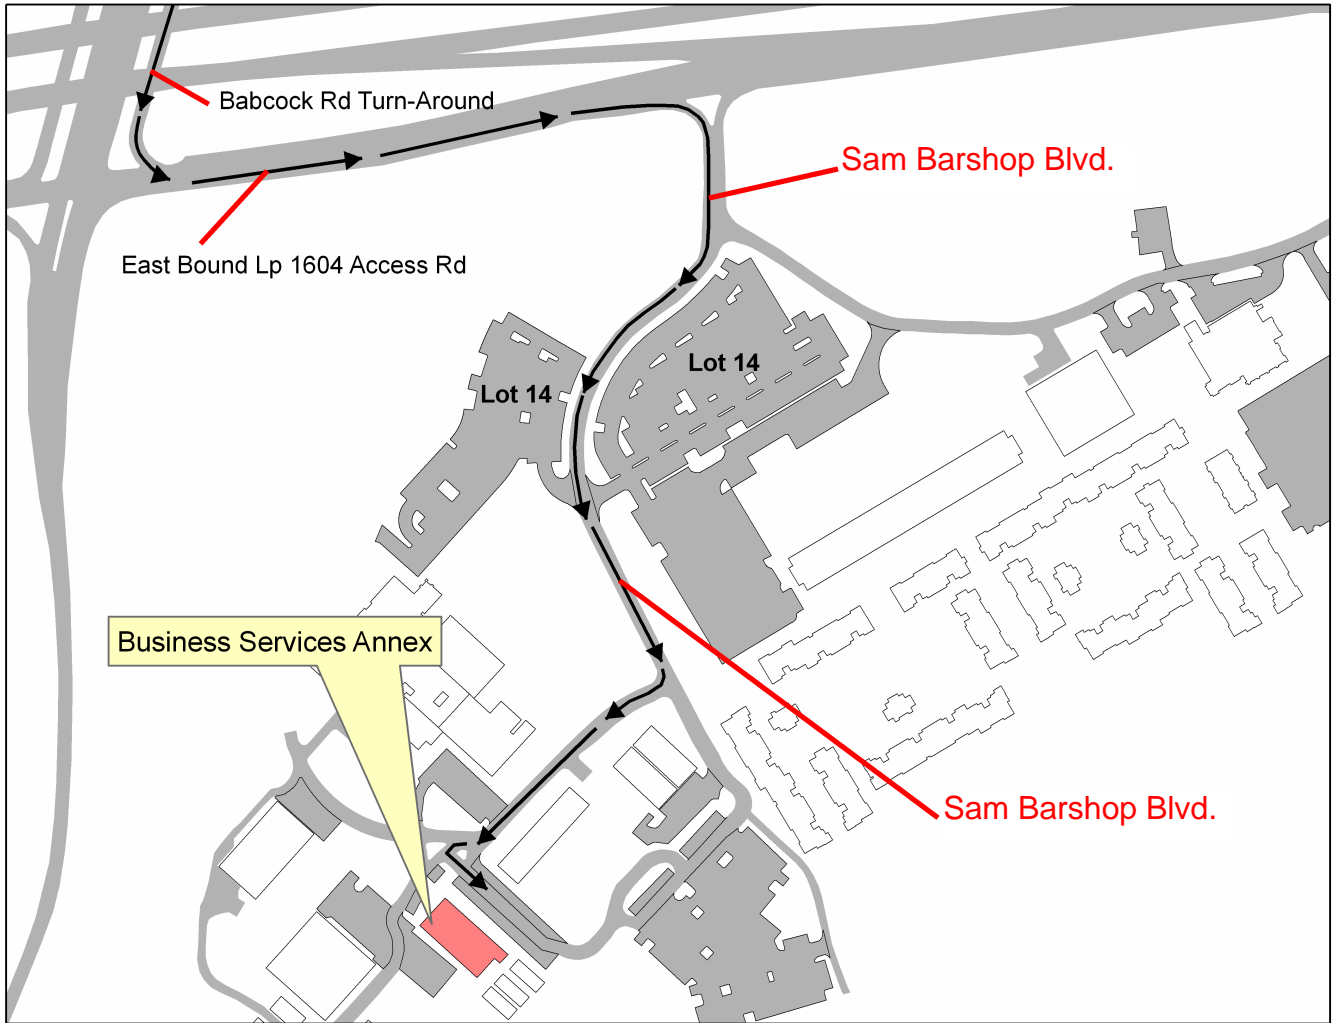 Babcock Rd Turn-Around
Sam Barshop Blvd.
East Bound Lp 1604 Access Rd
Lot 14
Lot 14
Business Services Annex
Sam Barshop Blvd.